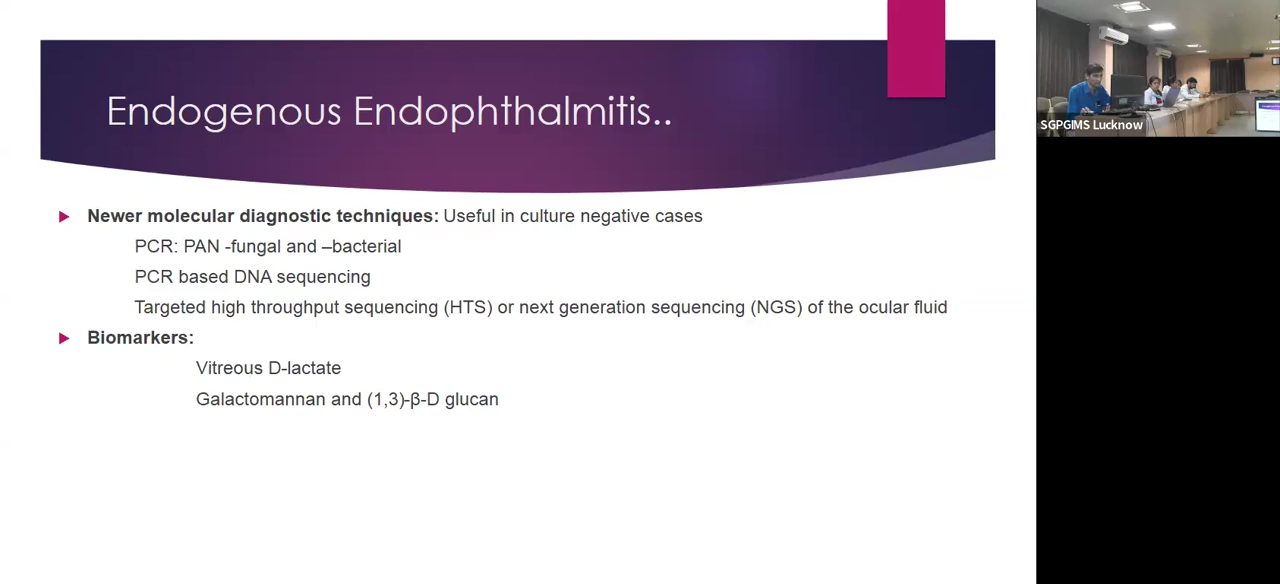 Endogenous Endophthalmitis..
SGPGIMS Lucknow
Newer molecular diagnostic techniques: Useful in culture negative cases
PCR: PAN -fungal and –bacterial
PCR based DNA sequencing
Targeted high throughput sequencing (HTS) or next generation sequencing (NGS) of the ocular fluid
Biomarkers:
Vitreous D-lactate
Galactomannan and (1,3)-β-D glucan